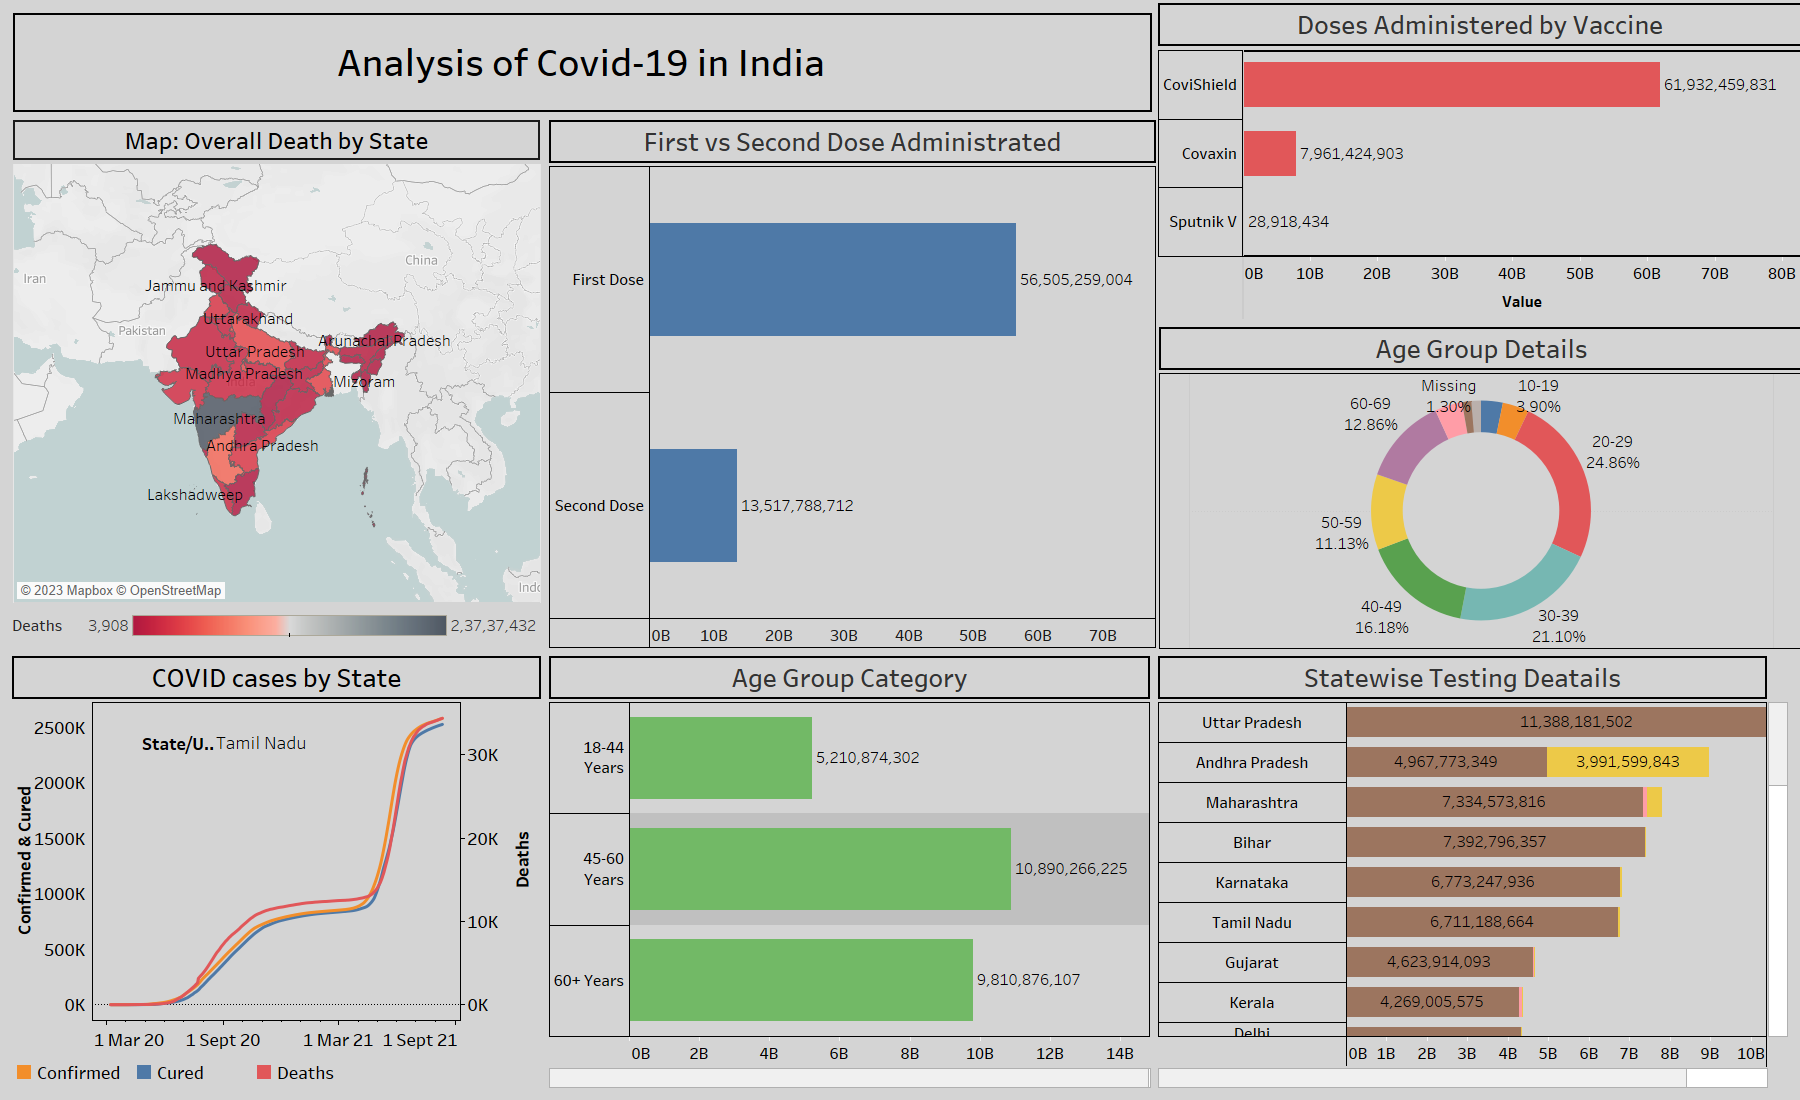 Analysis of Covid-19 in India
Map: Overall Death by State
Iran
China
Pakistan
Jammu and Kashmir
Uttarakhand
Arunachal Pradesh
Uttar Pradesh
Madhya Pradesh
India
Mizoram
Maharashtra
Andhra Pradesh
Lakshadweep
© 2023 Mapbox © OpenStreetMap
Indo
Deaths 3,908 2,37,37,432
First vs Second Dose Administrated
First Dose 56,505,259,004
Second Dose 13,517,788,712
0B 10B 20B 30B 40B 50B 60B 70B
Doses Administered by Vaccine
CoviShield 61,932,459,831
Covaxin 7,961,424,903
Sputnik V 28,918,434
0B 10B 20B 30B 40B 50B 60B 70B 80B
Value
Age Group Details
Missing
1.30%
10-19
3.90%
60-69
12.86%
20-29
24.86%
50-59
11.13%
40-49
16.18%
30-39
21.10%
COVID cases by State
State/U.. Tamil Nadu
2500K
2000K
1500K
1000K
500K
0K
Confirmed & Cured
30K
20K
10K
0K
Deaths
1 Mar 20 1 Sept 20 1 Mar 21 1 Sept 21
Confirmed Cured Deaths
Age Group Category
18-44
Years
5,210,874,302
45-60
Years
10,890,266,225
60+ Years 9,810,876,107
0B 2B 4B 6B 8B 10B 12B 14B
Statewise Testing Deatails
Uttar Pradesh 11,388,181,502
Andhra Pradesh 4,967,773,349 3,991,599,843
Maharashtra 7,334,573,816
Bihar 7,392,796,357
Karnataka 6,773,247,936
Tamil Nadu 6,711,188,664
Gujarat 4,623,914,093
Kerala 4,269,005,575
Delhi
0B 1B 2B 3B 4B 5B 6B 7B 8B 9B 10B